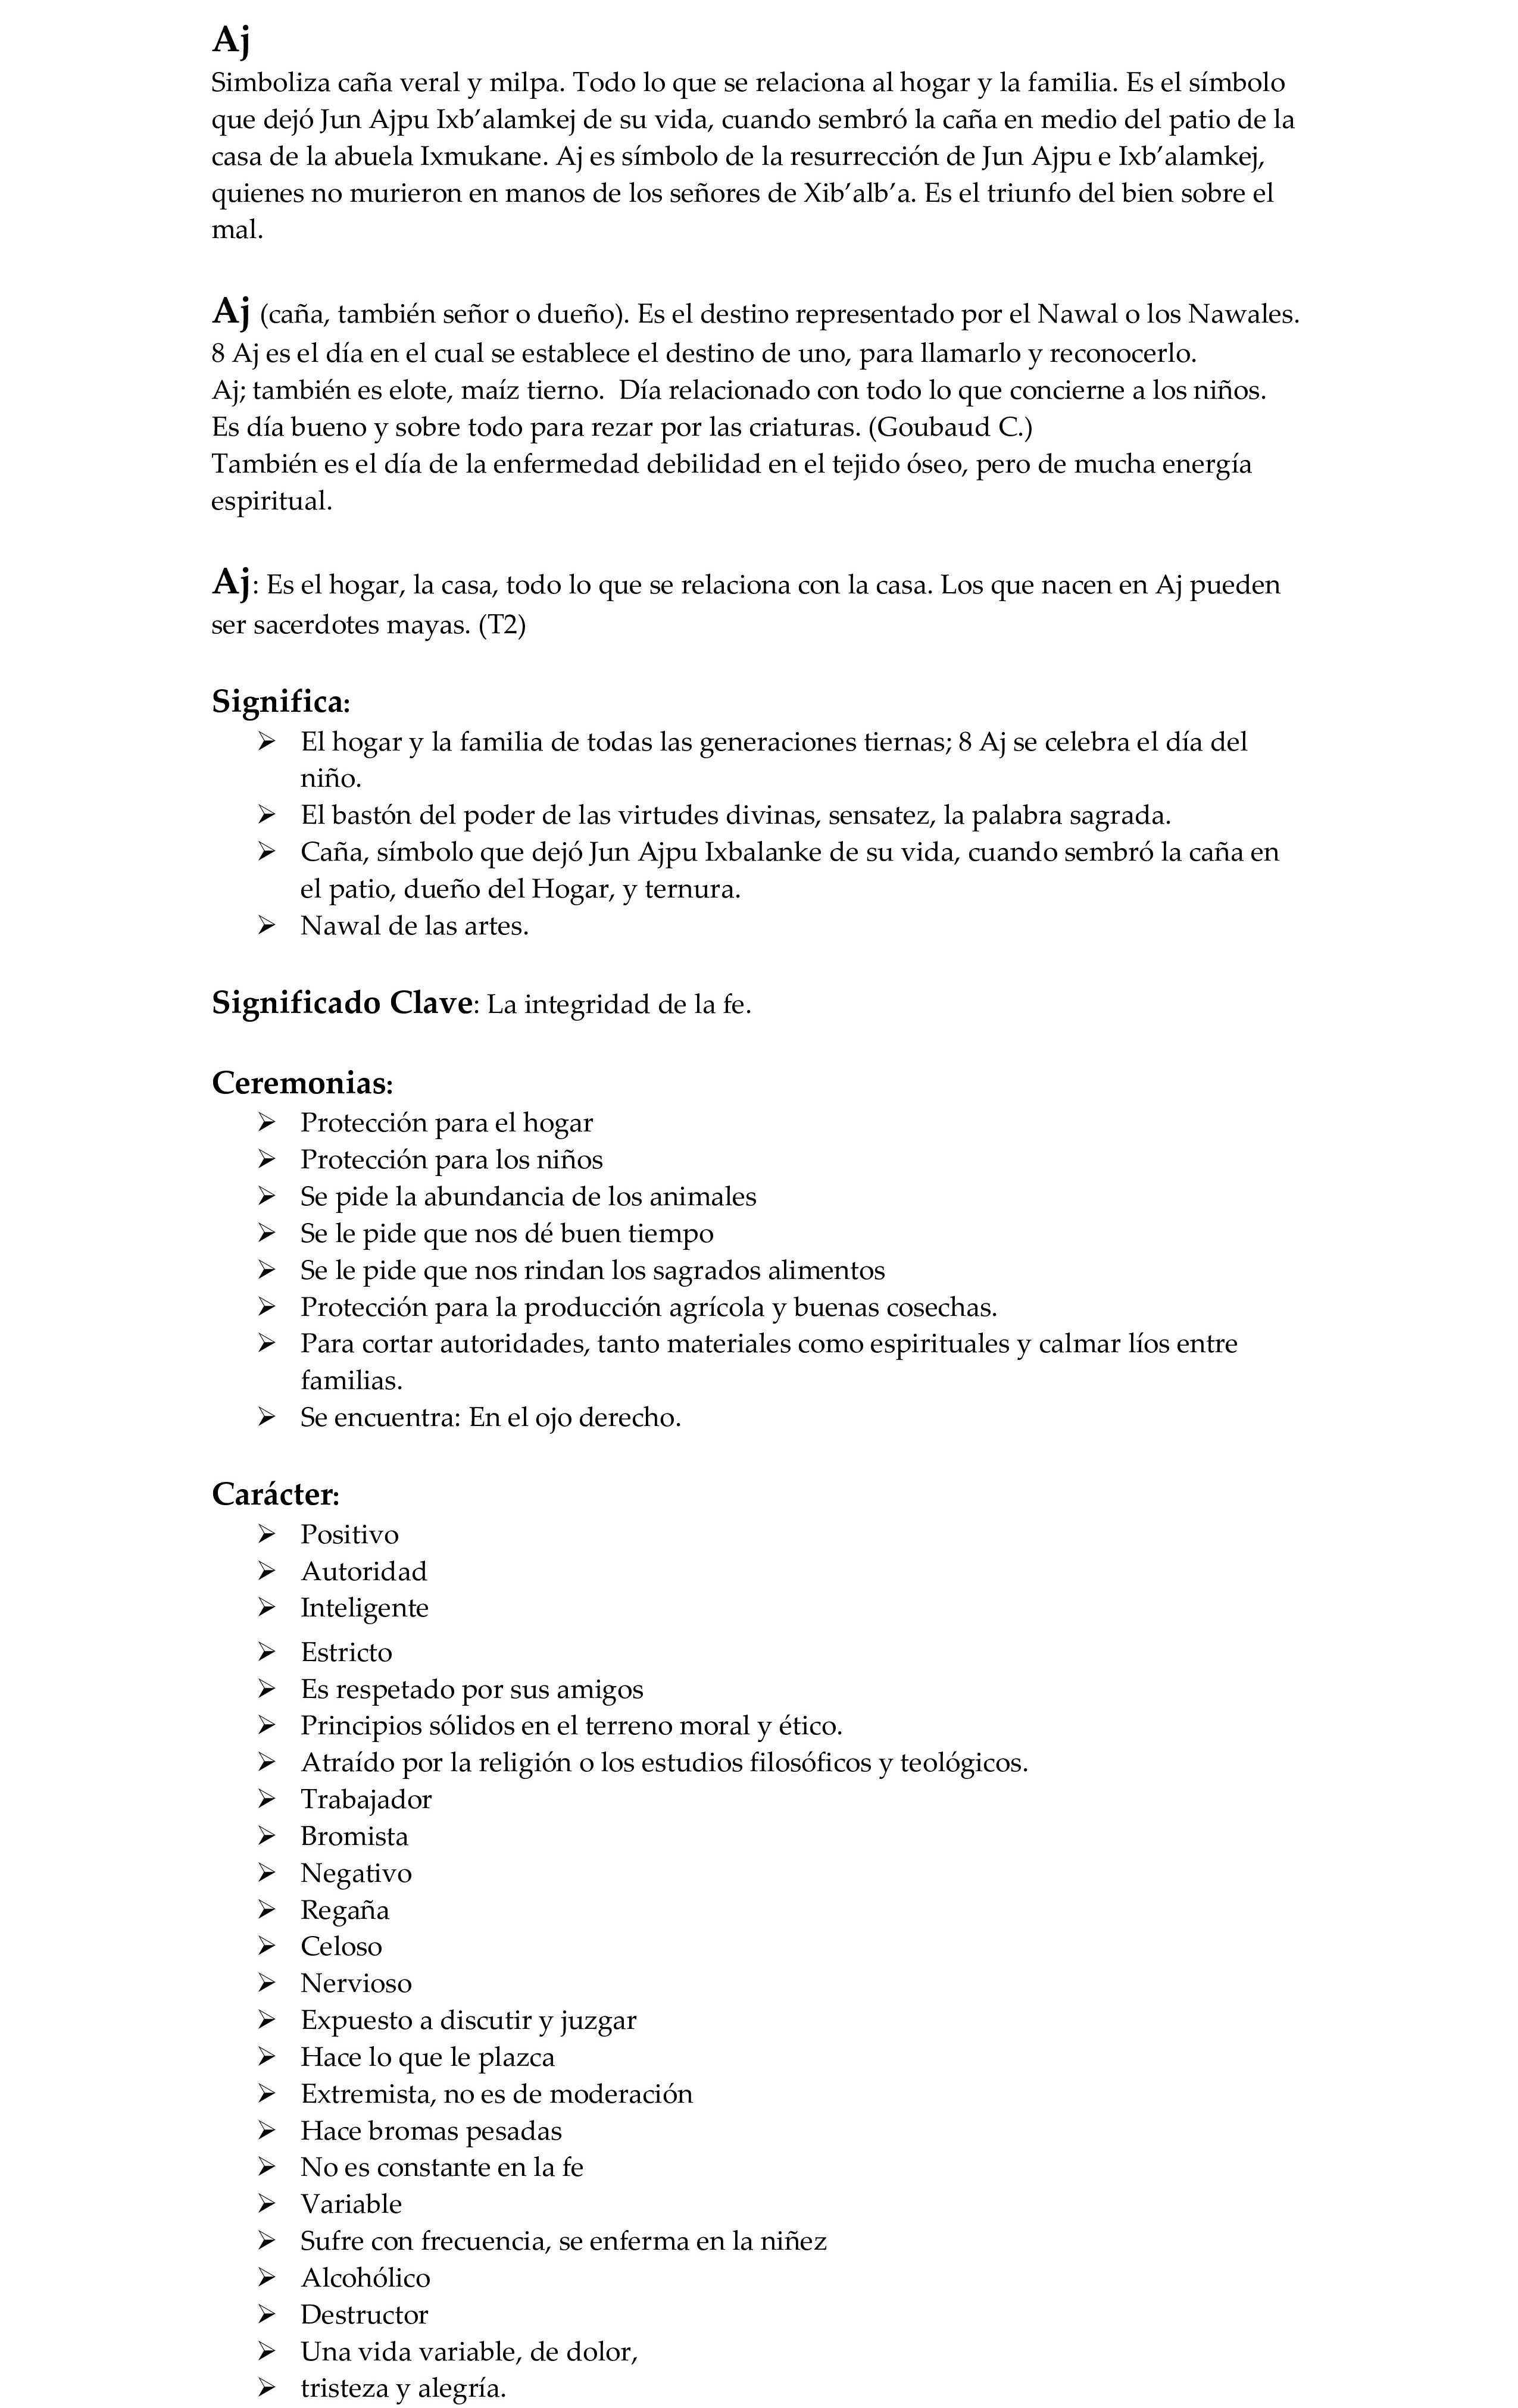 Aj
Simboliza caña veral y milpa. Todo lo que se relaciona al hogar y la familia. Es el símbolo
que dejó Jun Ajpu Ixb’alamkej de su vida, cuando sembró la caña en medio del patio de la
casa de la abuela Ixmukane. Aj es símbolo de la resurrección de Jun Ajpu e Ixb’alamkej,
quienes no murieron en manos de los señores de Xib’alb’a. Es el triunfo del bien sobre el
mal.
Aj (caña, también señor o dueño). Es el destino representado por el Nawal o los Nawales.
8 Aj es el día en el cual se establece el destino de uno, para llamarlo y reconocerlo.
Aj; también es elote, maíz tierno.  Día relacionado con todo lo que concierne a los niños.
Es día bueno y sobre todo para rezar por las criaturas. (Goubaud C.)
También es el día de la enfermedad debilidad en el tejido óseo, pero de mucha energía
espiritual.
Aj: Es el hogar, la casa, todo lo que se relaciona con la casa. Los que nacen en Aj pueden
ser sacerdotes mayas. (T2)
Significa:
➢ El hogar y la familia de todas las generaciones tiernas; 8 Aj se celebra el día del
niño.
➢ El bastón del poder de las virtudes divinas, sensatez, la palabra sagrada.
➢ Caña, símbolo que dejó Jun Ajpu Ixbalanke de su vida, cuando sembró la caña en
el patio, dueño del Hogar, y ternura.
➢ Nawal de las artes.
Significado Clave: La integridad de la fe.
Ceremonias:
➢ Protección para el hogar
➢ Protección para los niños
➢ Se pide la abundancia de los animales
➢ Se le pide que nos dé buen tiempo
➢ Se le pide que nos rindan los sagrados alimentos
➢ Protección para la producción agrícola y buenas cosechas.
➢ Para cortar autoridades, tanto materiales como espirituales y calmar líos entre
familias.
➢ Se encuentra: En el ojo derecho.
Carácter:
➢ Positivo
➢ Autoridad
➢ Inteligente
➢ Estricto
➢ Es respetado por sus amigos
➢ Principios sólidos en el terreno moral y ético.
➢ Atraído por la religión o los estudios filosóficos y teológicos.
➢ Trabajador
➢ Bromista
➢ Negativo
➢ Regaña
➢ Celoso
➢ Nervioso
➢ Expuesto a discutir y juzgar
➢ Hace lo que le plazca
➢ Extremista, no es de moderación
➢ Hace bromas pesadas
➢ No es constante en la fe
➢ Variable
➢ Sufre con frecuencia, se enferma en la niñez
➢ Alcohólico
➢ Destructor
➢ Una vida variable, de dolor,
➢ tristeza y alegría.